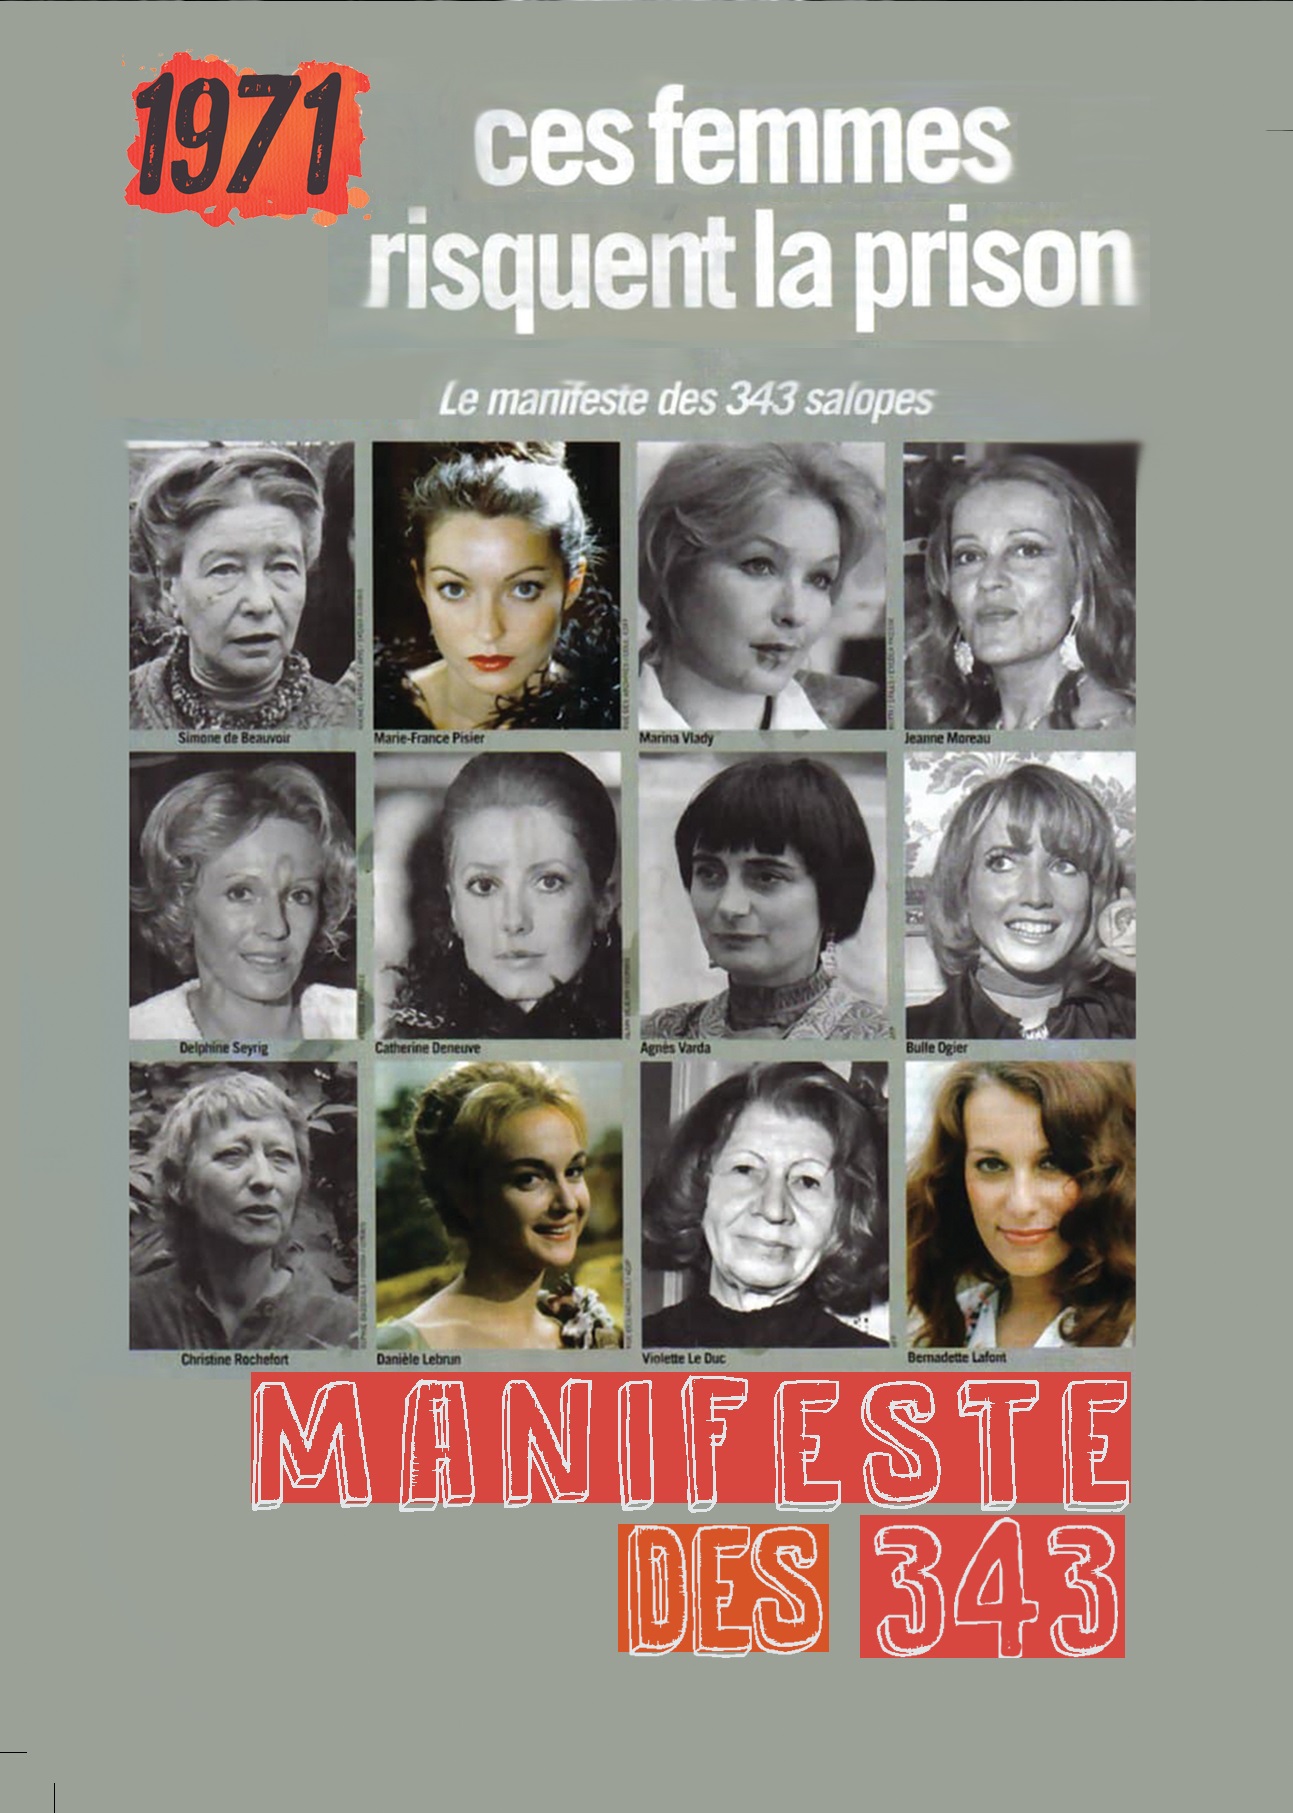 1971
ces femmes
risquent la prison
Le manifeste des 343 salopes
Simone de Beauvoir
Marie-France Pisier
Marina Vlady
Jeanne Moreau
Delphine Seyrig
Catherine Deneuve
Agnès Varda
Bulle Ogier
Christine Rochefort
Danièle Lebrun
Violette Le Duc
Bernadette Lafont
MANIFESTE
DES 343